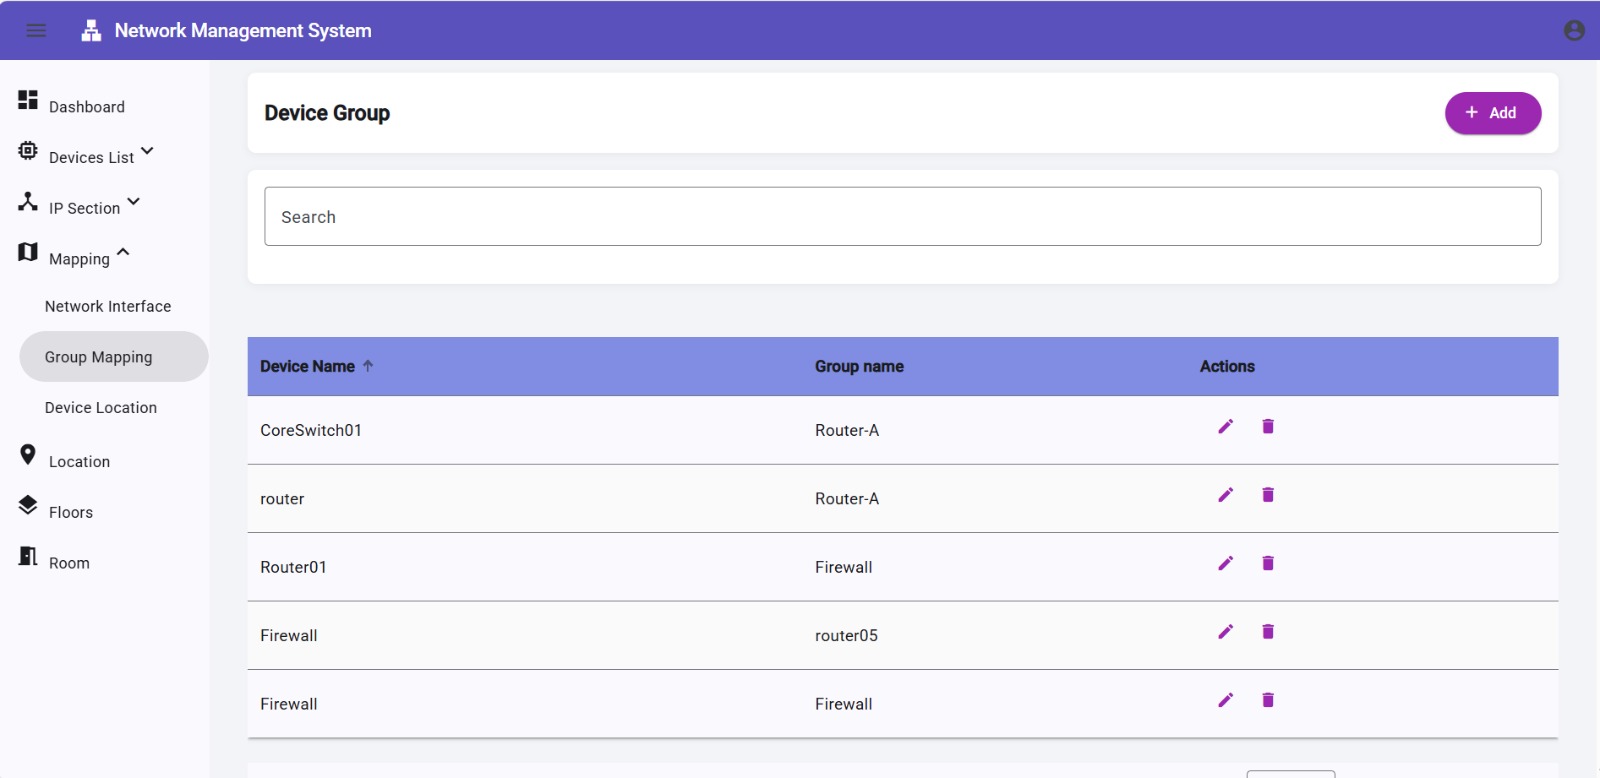 Network Management System
Dashboard
Devices List
IP Section
Mapping
Network Interface
Group Mapping
Device Location
Location
Floors
Room
Device Group
+ Add
Search
Device Name ↑ Group name Actions
CoreSwitch01 Router-A
router Router-A
Router01 Firewall
Firewall router05
Firewall Firewall